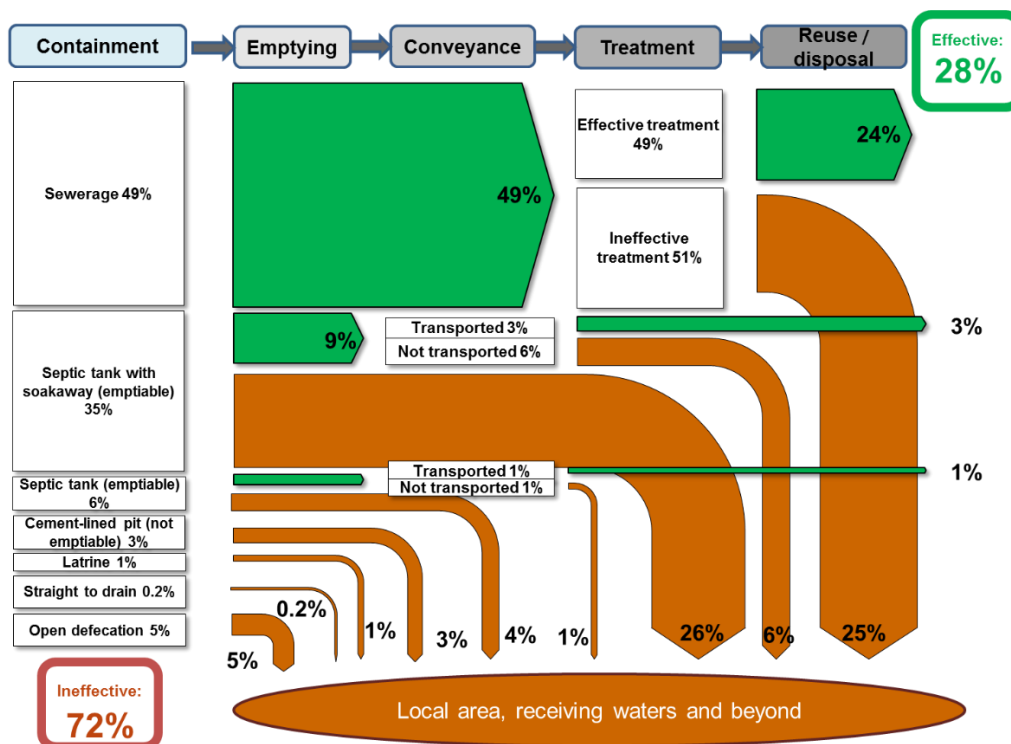 Containment
Emptying
Conveyance
Treatment
Reuse /
disposal
Effective:
28%
Sewerage 49%
49%
Effective treatment
49%
24%
Ineffective
treatment 51%
Septic tank with
soakaway (emptiable)
35%
9%
Transported 3%
Not transported 6%
3%
Transported 1%
Not transported 1%
1%
Septic tank (emptiable)
6%
Cement-lined pit (not
emptiable) 3%
Latrine 1%
Straight to drain 0.2%
Open defecation 5%
5%
0.2%
1%
3%
4%
1%
26%
6%
25%
Ineffective:
72%
Local area, receiving waters and beyond